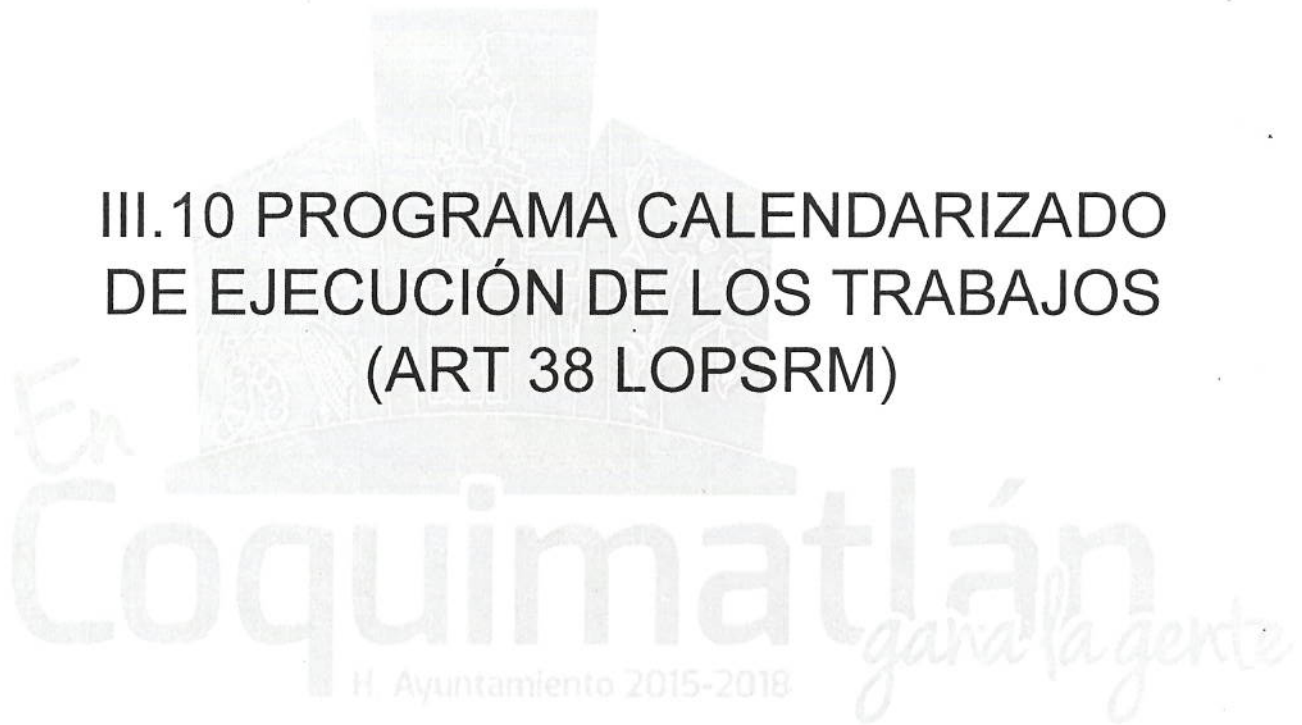 III.10 PROGRAMA CALENDARIZADO
DE EJECUCIÓN DE LOS TRABAJOS
(ART 38 LOPSRM)
En
Coquimatlán
gana la gente
H. Ayuntamiento 2015-2018